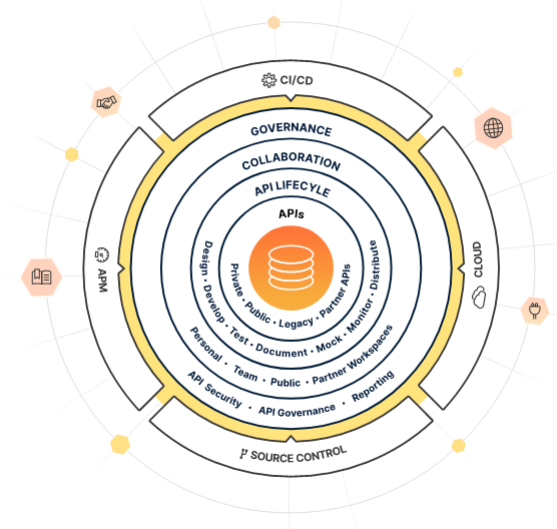 CI/CD
GOVERNANCE
COLLABORATION
API LIFECYLE
APIs
Private • Public • Legacy • Partner APIs
Design • Develop • Test • Document • Mock • Monitor • Distribute
Personal • Team • Public • Partner Workspaces
API Security • API Governance • Reporting
APM
CLOUD
SOURCE CONTROL